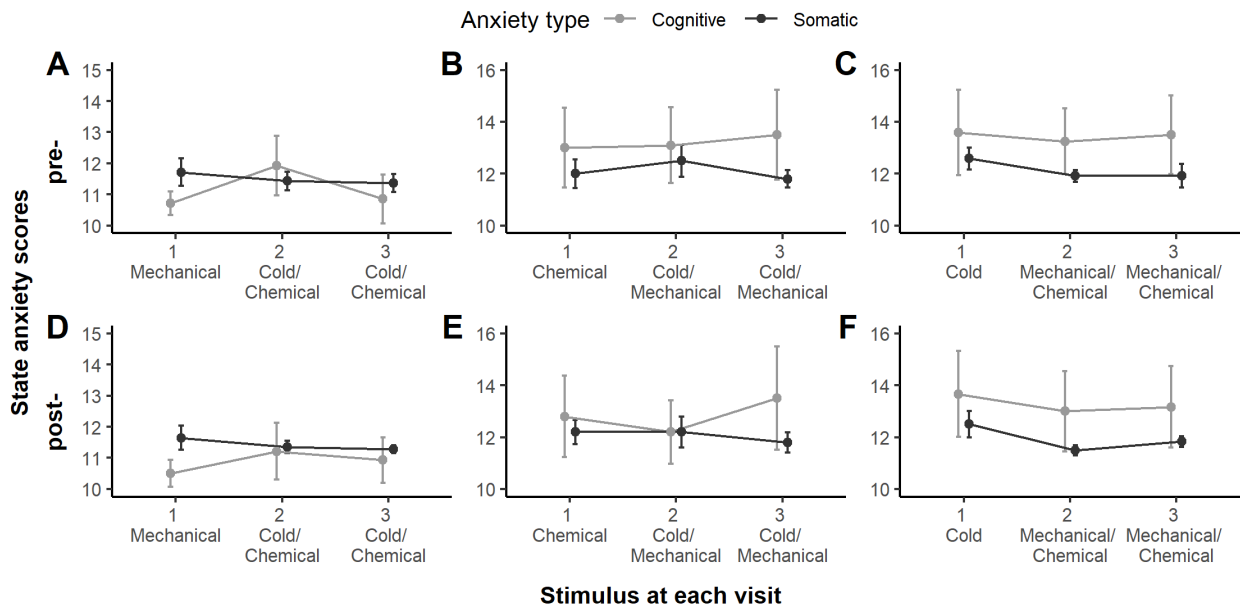 Anxiety type Cognitive Somatic
A B C
State anxiety scores
pre-
15
14
13
12
11
10
1 2 3
Mechanical Cold/ Cold/
Chemical Chemical
16
14
12
10
1 2 3
Chemical Cold/ Cold/
Mechanical Mechanical
16
14
12
10
1 2 3
Cold Mechanical/ Mechanical/
Chemical Chemical
D E F
post-
15
14
13
12
11
10
1 2 3
Mechanical Cold/ Cold/
Chemical Chemical
16
14
12
10
1 2 3
Chemical Cold/ Cold/
Mechanical Mechanical
16
14
12
10
1 2 3
Cold Mechanical/ Mechanical/
Chemical Chemical
Stimulus at each visit